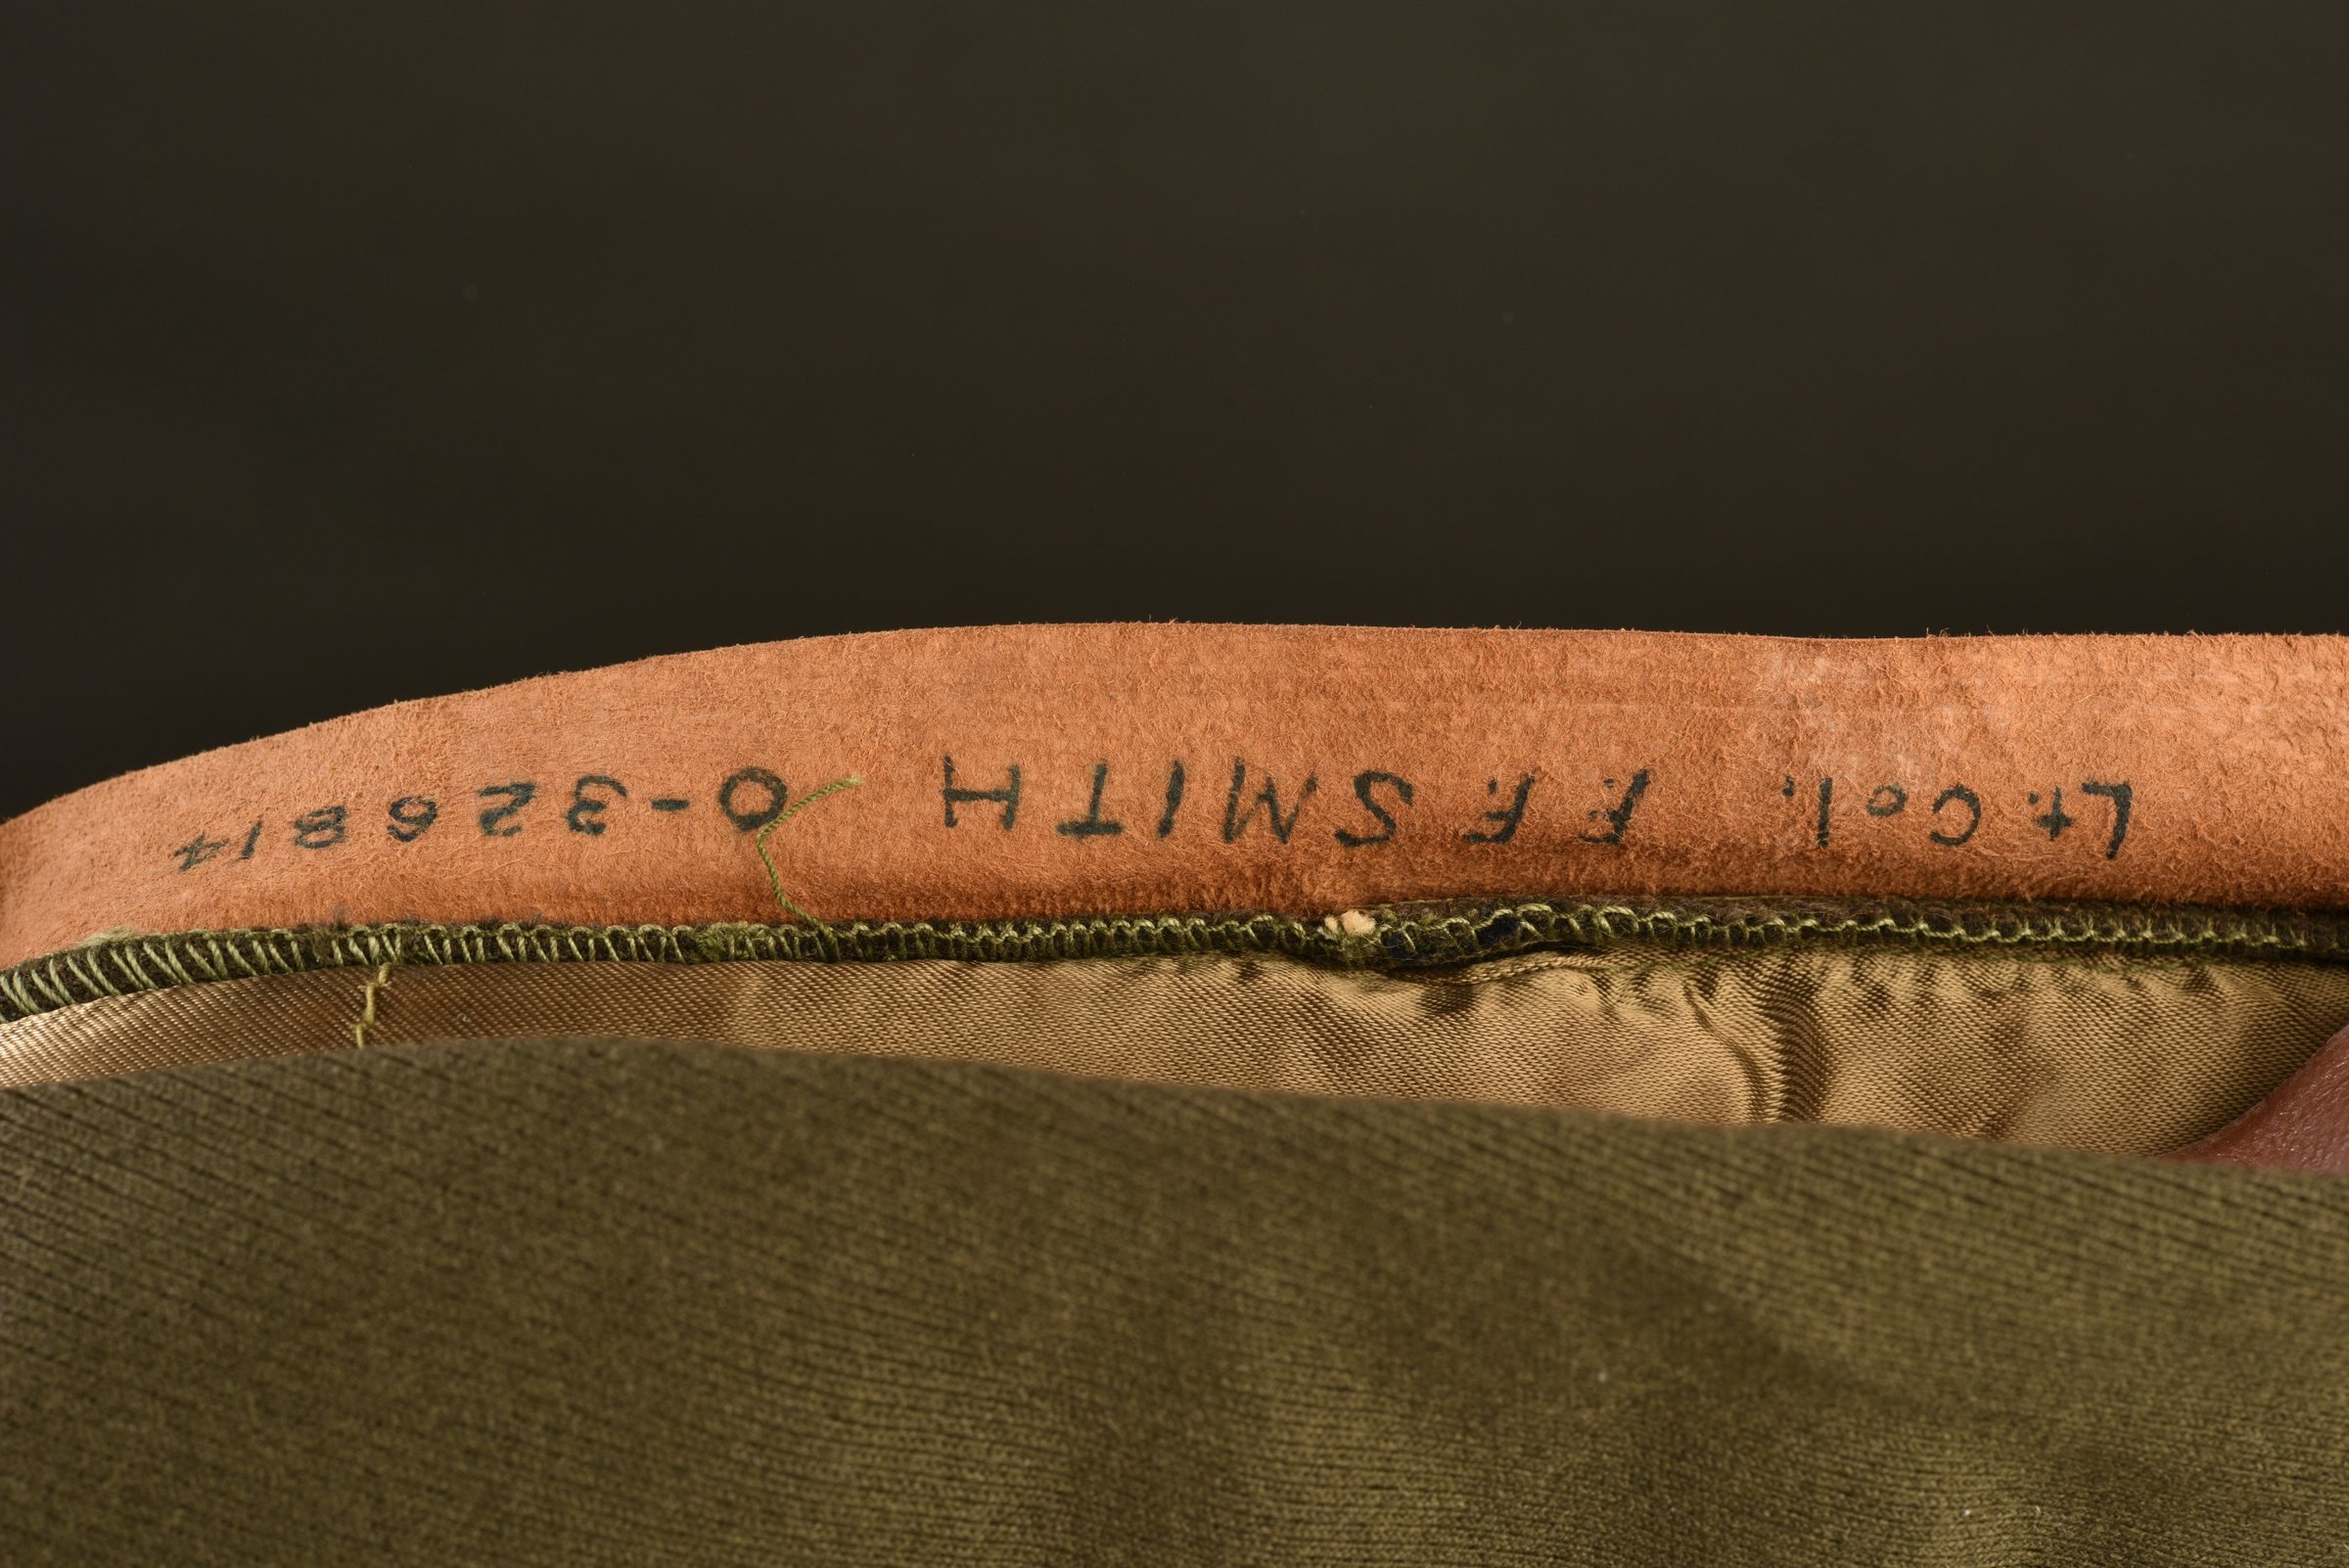 Lt. Col. F. F. SMITH O-326814